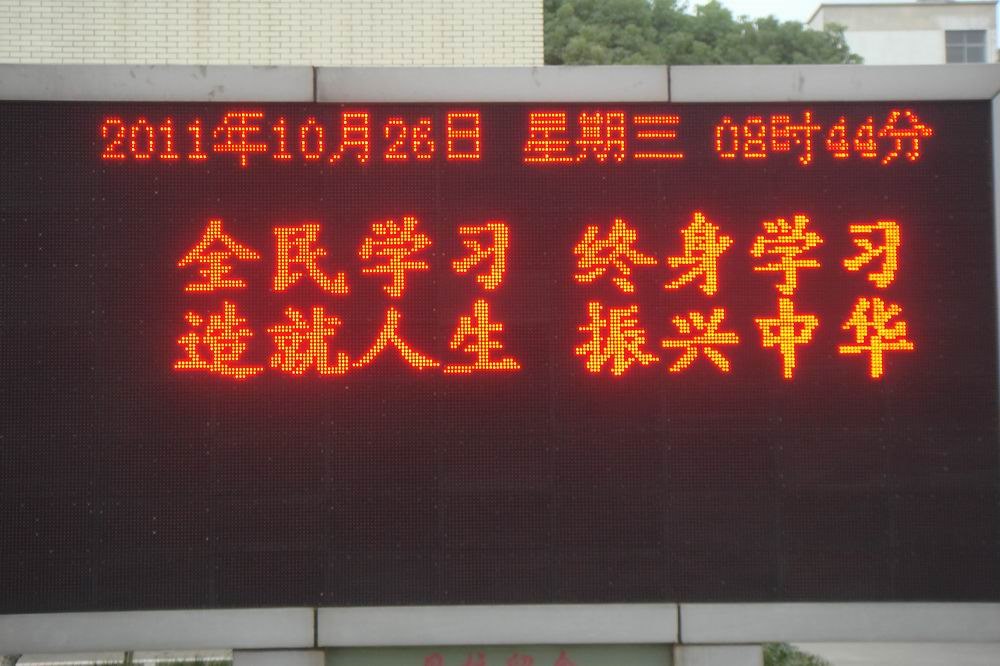 2011年10月26日 星期三 08时44分
全民学习 终身学习
造就人生 振兴中华